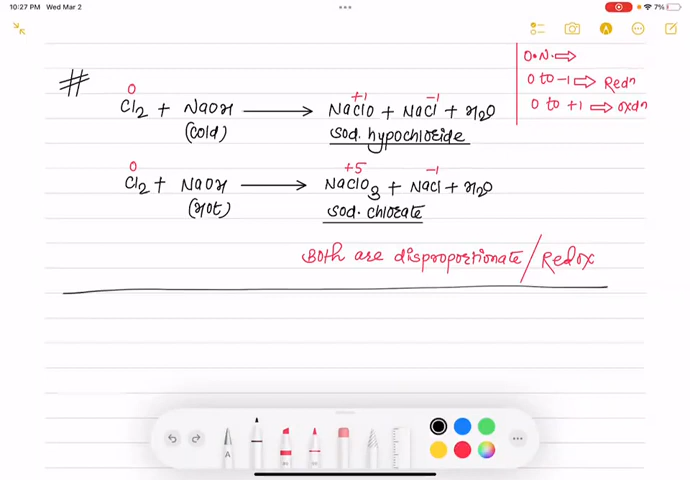 10:27 PM Wed Mar 2
7%
O.N. ⇒
0 to -1 ⇒ Redn
0 to +1 ⇒ oxdn
#
0 +1 -1
Cl2 + NaOH ⟶ NaClO + NaCl + H2O
(cold) sod. hypochloride
0 +5 -1
Cl2 + NaOH ⟶ NaClO3 + NaCl + H2O
(Hot) sod. chlorate
Both are disproportionate / Redox
A